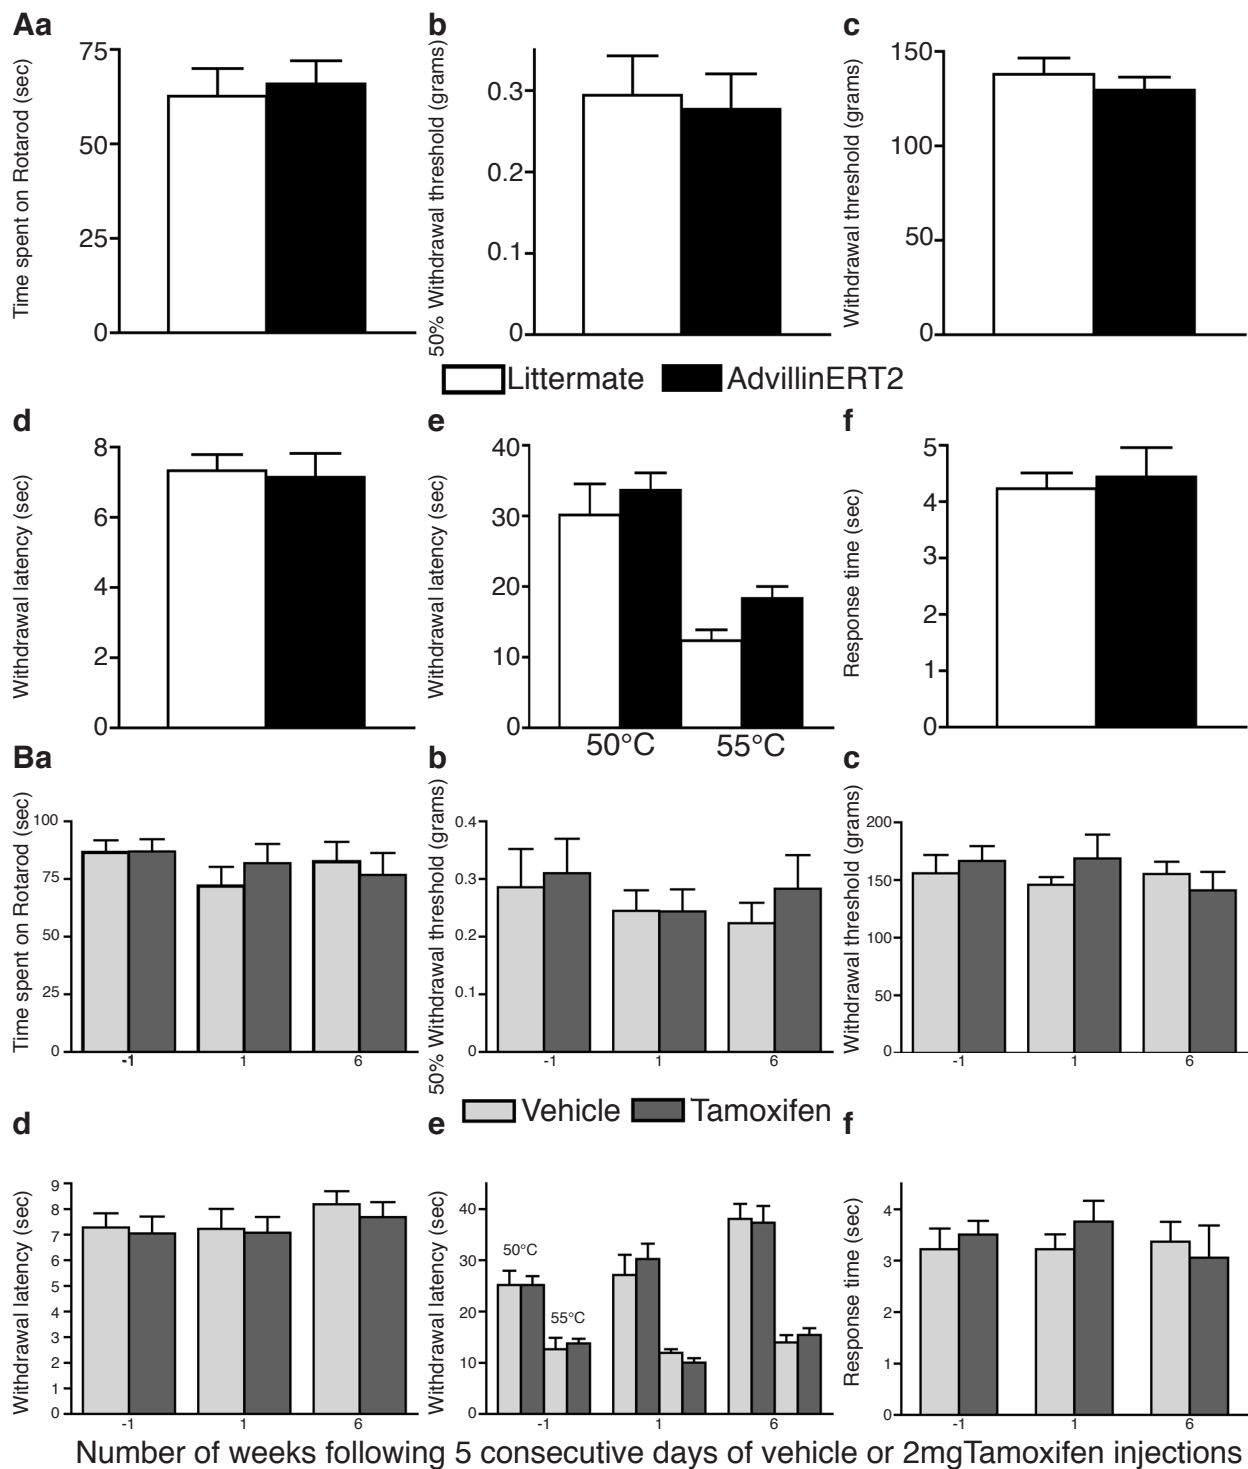 Aa
Time spent on Rotarod (sec)
75
50
25
0
b
50% Withdrawal threshold (grams)
0.3
0.2
0.1
0
c
Withdrawal threshold (grams)
150
100
50
0
Littermate AdvillinERT2
d
Withdrawal latency (sec)
8
6
4
2
0
e
Withdrawal latency (sec)
40
30
20
10
0
50°C 55°C
f
Response time (sec)
5
4
3
2
1
0
Ba
Time spent on Rotarod (sec)
100
75
50
25
0
-1 1 6
b
50% Withdrawal threshold (grams)
0.4
0.3
0.2
0.1
0
-1 1 6
c
Withdrawal threshold (grams)
200
150
100
50
0
-1 1 6
Vehicle Tamoxifen
d
Withdrawal latency (sec)
9
8
7
6
5
4
3
2
1
0
-1 1 6
e
Withdrawal latency (sec)
40
30
20
10
0
50°C
55°C
-1 1 6
f
Response time (sec)
4
3
2
1
0
-1 1 6
Number of weeks following 5 consecutive days of vehicle or 2mgTamoxifen injections